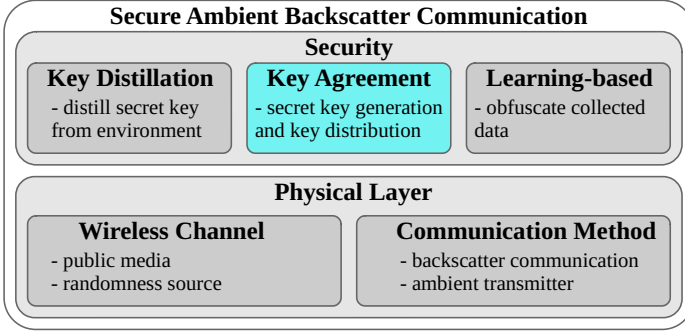 Secure Ambient Backscatter Communication
Security
Key Distillation
- distill secret key
from environment
Key Agreement
- secret key generation
and key distribution
Learning-based
- obfuscate collected
data
Physical Layer
Wireless Channel
- public media
- randomness source
Communication Method
- backscatter communication
- ambient transmitter